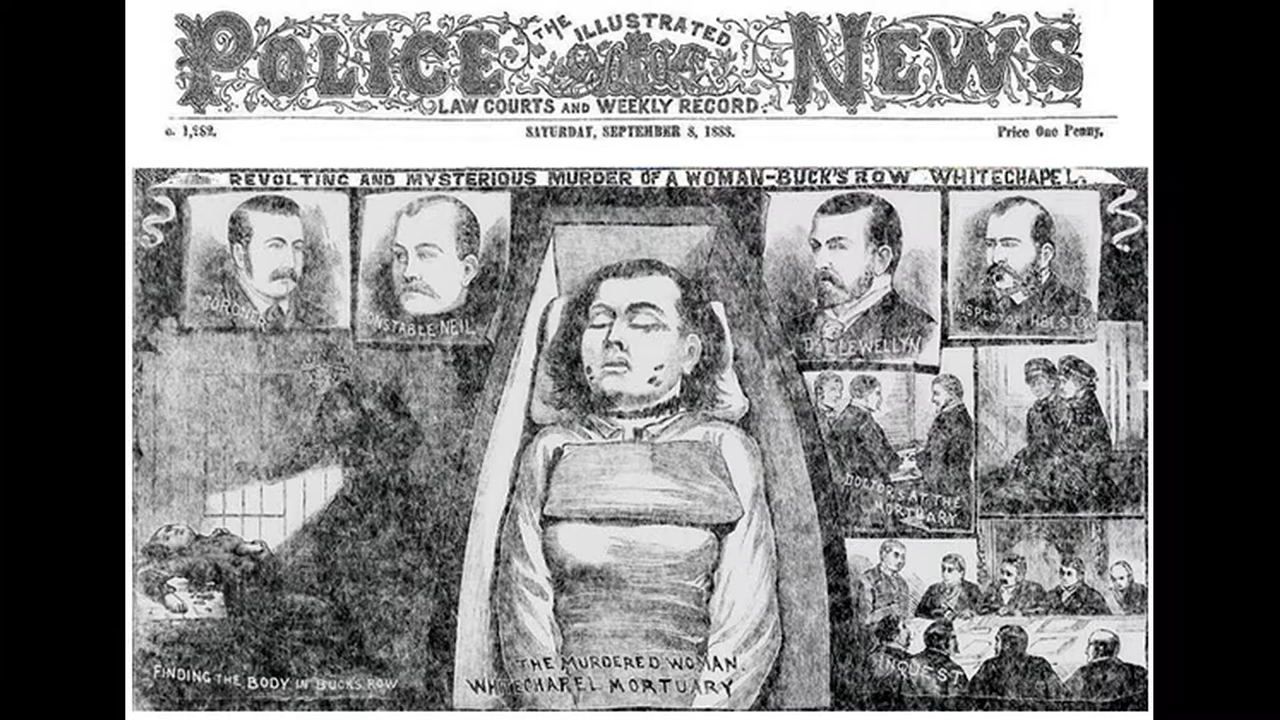 THE ILLUSTRATED
POLICE NEWS
LAW COURTS AND WEEKLY RECORD.
SATURDAY, SEPTEMBER 8, 1888.
Price One Penny.
REVOLTING AND MYSTERIOUS MURDER OF A WOMAN-BUCK'S ROW WHITECHAPEL.
CORONER
CONSTABLE NEIL
DR LLEWELLYN
DOCTORS AT THE
MORTUARY
INQUEST
FINDING THE BODY IN BUCKS ROW
THE MURDERED WOMAN.
WHITECHAPEL MORTUARY